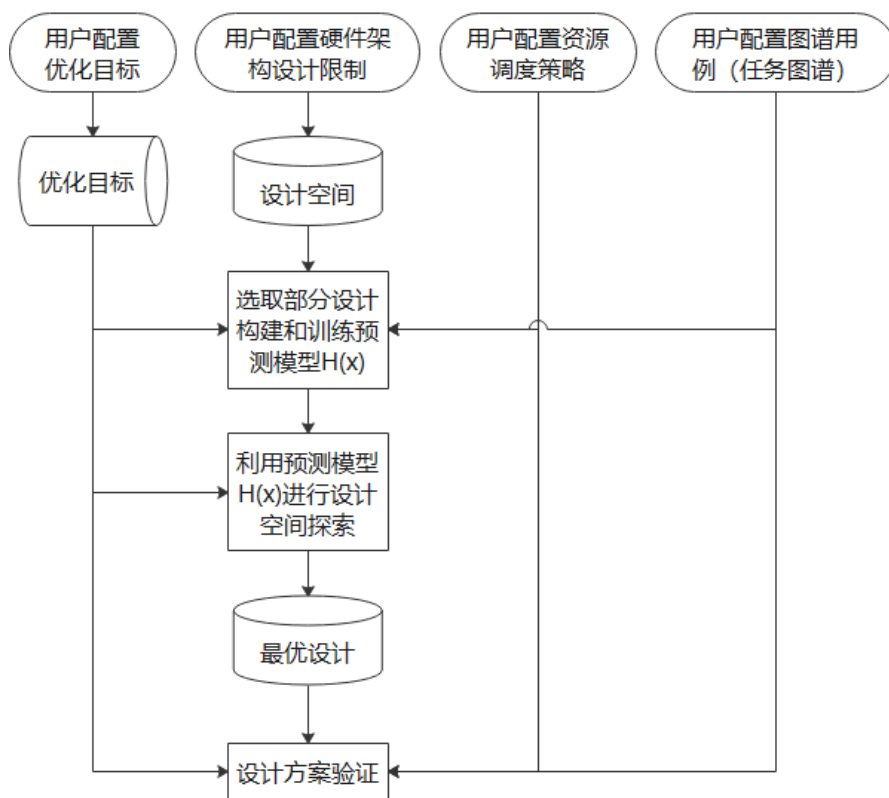 用户配置
优化目标
用户配置硬件架
构设计限制
用户配置资源
调度策略
用户配置图谱用
例（任务图谱）
优化目标
设计空间
选取部分设计
构建和训练预
测模型H(x)
利用预测模型
H(x)进行设计
空间探索
最优设计
设计方案验证